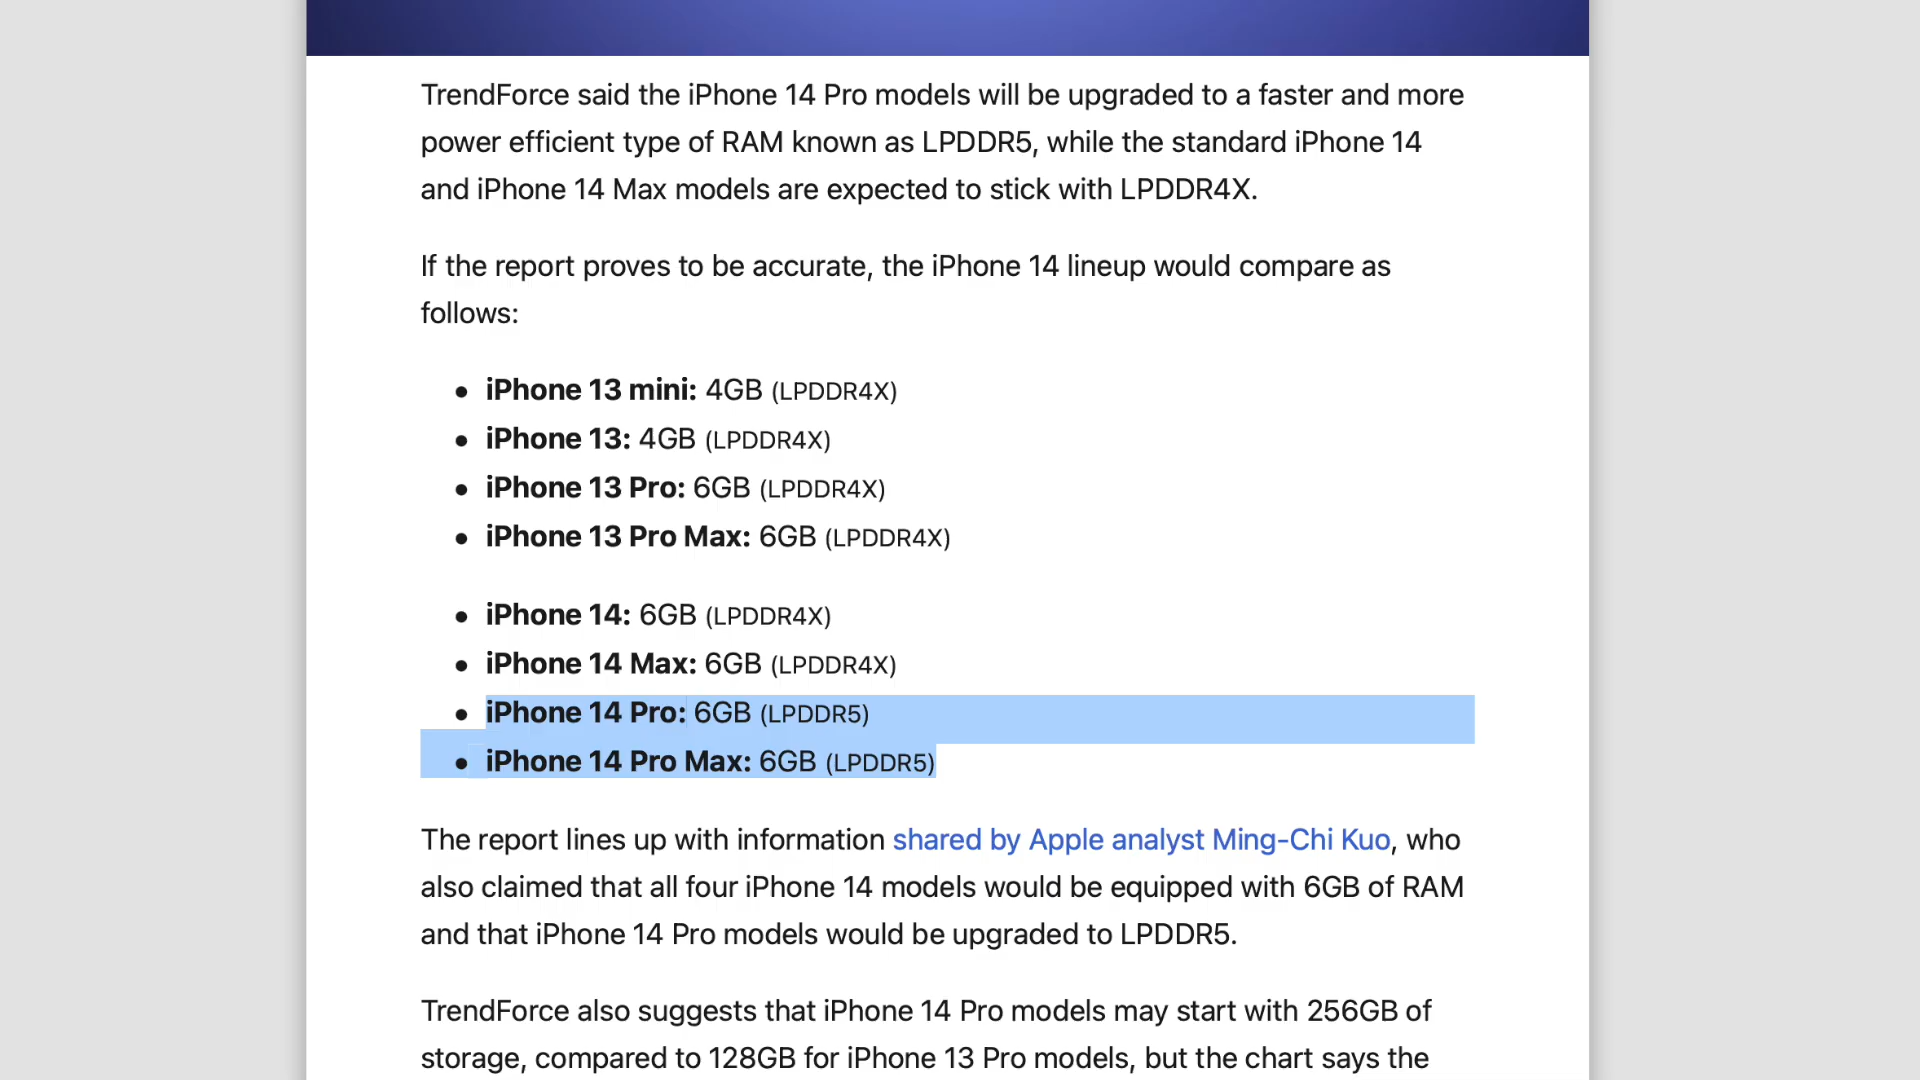 TrendForce said the iPhone 14 Pro models will be upgraded to a faster and more
power efficient type of RAM known as LPDDR5, while the standard iPhone 14
and iPhone 14 Max models are expected to stick with LPDDR4X.
If the report proves to be accurate, the iPhone 14 lineup would compare as
follows:
• iPhone 13 mini: 4GB (LPDDR4X)
• iPhone 13: 4GB (LPDDR4X)
• iPhone 13 Pro: 6GB (LPDDR4X)
• iPhone 13 Pro Max: 6GB (LPDDR4X)
• iPhone 14: 6GB (LPDDR4X)
• iPhone 14 Max: 6GB (LPDDR4X)
• iPhone 14 Pro: 6GB (LPDDR5)
• iPhone 14 Pro Max: 6GB (LPDDR5)
The report lines up with information shared by Apple analyst Ming-Chi Kuo, who
also claimed that all four iPhone 14 models would be equipped with 6GB of RAM
and that iPhone 14 Pro models would be upgraded to LPDDR5.
TrendForce also suggests that iPhone 14 Pro models may start with 256GB of
storage, compared to 128GB for iPhone 13 Pro models, but the chart says the